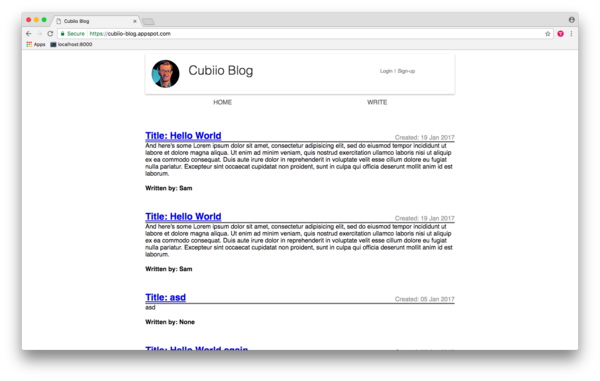 Cubiio Blog
Secure https://cubiio-blog.appspot.com
Apps localhost:8000
Cubiio Blog
Login | Sign-up
HOME WRITE
Title: Hello World
Created: 19 Jan 2017
And here's some Lorem ipsum dolor sit amet, consectetur adipisicing elit, sed do eiusmod tempor incididunt ut
labore et dolore magna aliqua. Ut enim ad minim veniam, quis nostrud exercitation ullamco laboris nisi ut aliquip
ex ea commodo consequat. Duis aute irure dolor in reprehenderit in voluptate velit esse cillum dolore eu fugiat
nulla pariatur. Excepteur sint occaecat cupidatat non proident, sunt in culpa qui officia deserunt mollit anim id est
laborum.
Written by: Sam
Title: Hello World
Created: 19 Jan 2017
And here's some Lorem ipsum dolor sit amet, consectetur adipisicing elit, sed do eiusmod tempor incididunt ut
labore et dolore magna aliqua. Ut enim ad minim veniam, quis nostrud exercitation ullamco laboris nisi ut aliquip
ex ea commodo consequat. Duis aute irure dolor in reprehenderit in voluptate velit esse cillum dolore eu fugiat
nulla pariatur. Excepteur sint occaecat cupidatat non proident, sunt in culpa qui officia deserunt mollit anim id est
laborum.
Written by: Sam
Title: asd
Created: 05 Jan 2017
asd
Written by: None
Title: Hello World again